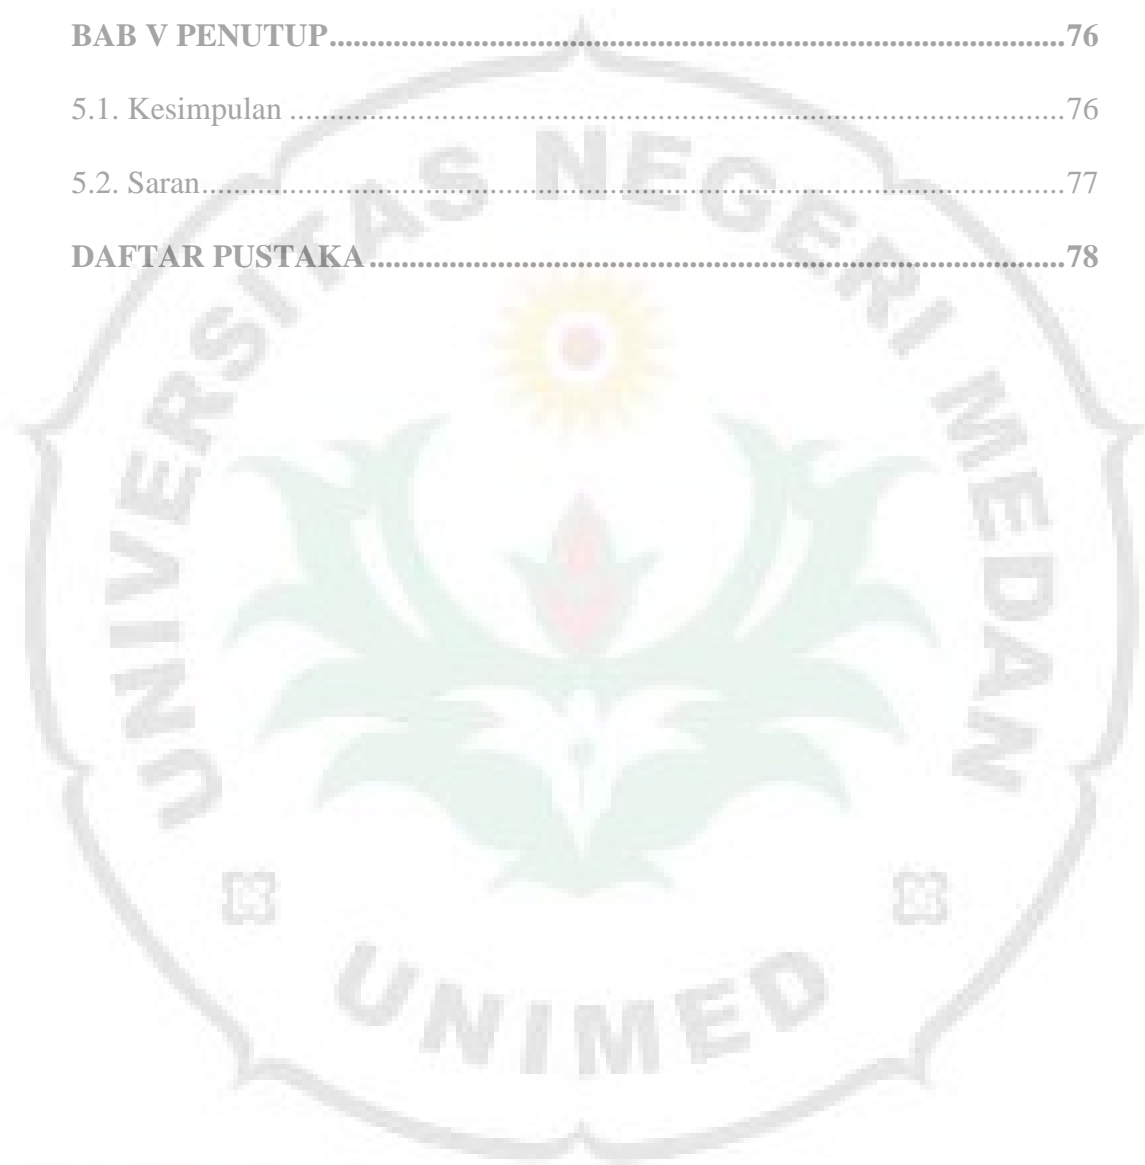 BAB V PENUTUP............................................................................................76
5.1. Kesimpulan .................................................................................................76
5.2. Saran............................................................................................................77
DAFTAR PUSTAKA.......................................................................................78
UNIVERSITAS NEGERI MEDAN
UNIMED